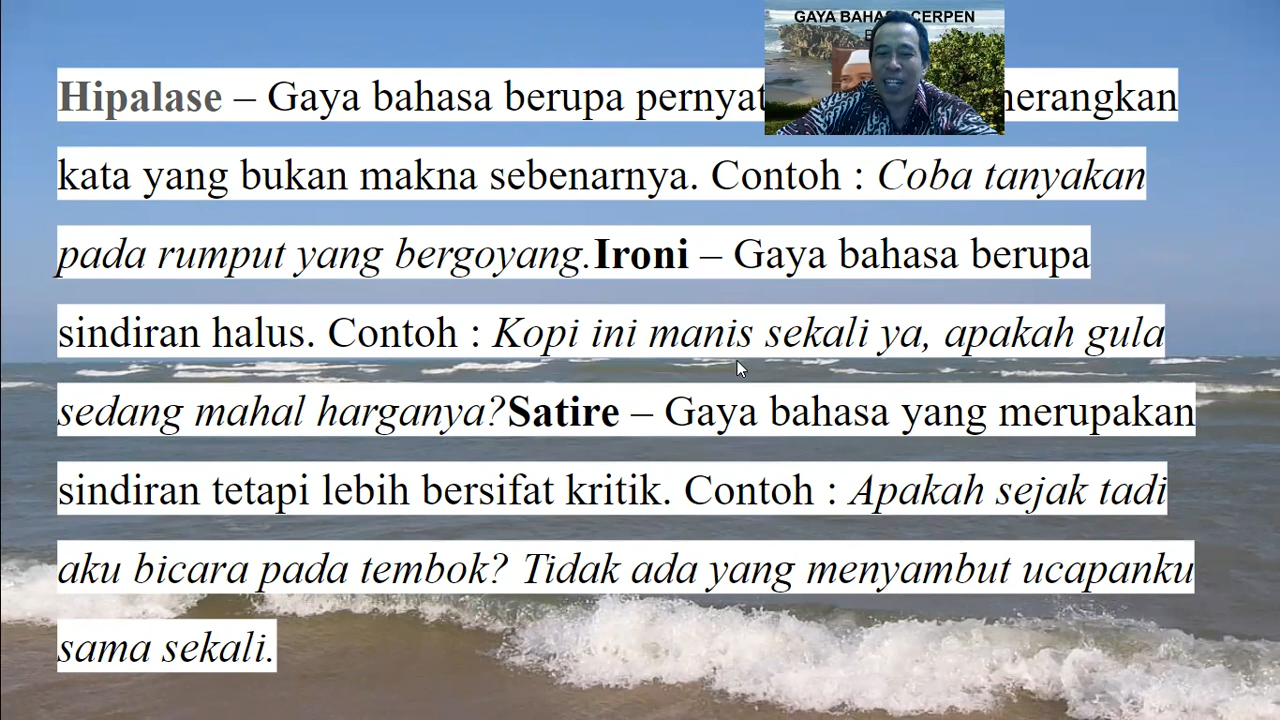 GAYA BAHASA CERPEN
Hipalase – Gaya bahasa berupa pernyat nerangkan
kata yang bukan makna sebenarnya. Contoh : Coba tanyakan
pada rumput yang bergoyang.Ironi – Gaya bahasa berupa
sindiran halus. Contoh : Kopi ini manis sekali ya, apakah gula
sedang mahal harganya?Satire – Gaya bahasa yang merupakan
sindiran tetapi lebih bersifat kritik. Contoh : Apakah sejak tadi
aku bicara pada tembok? Tidak ada yang menyambut ucapanku
sama sekali.